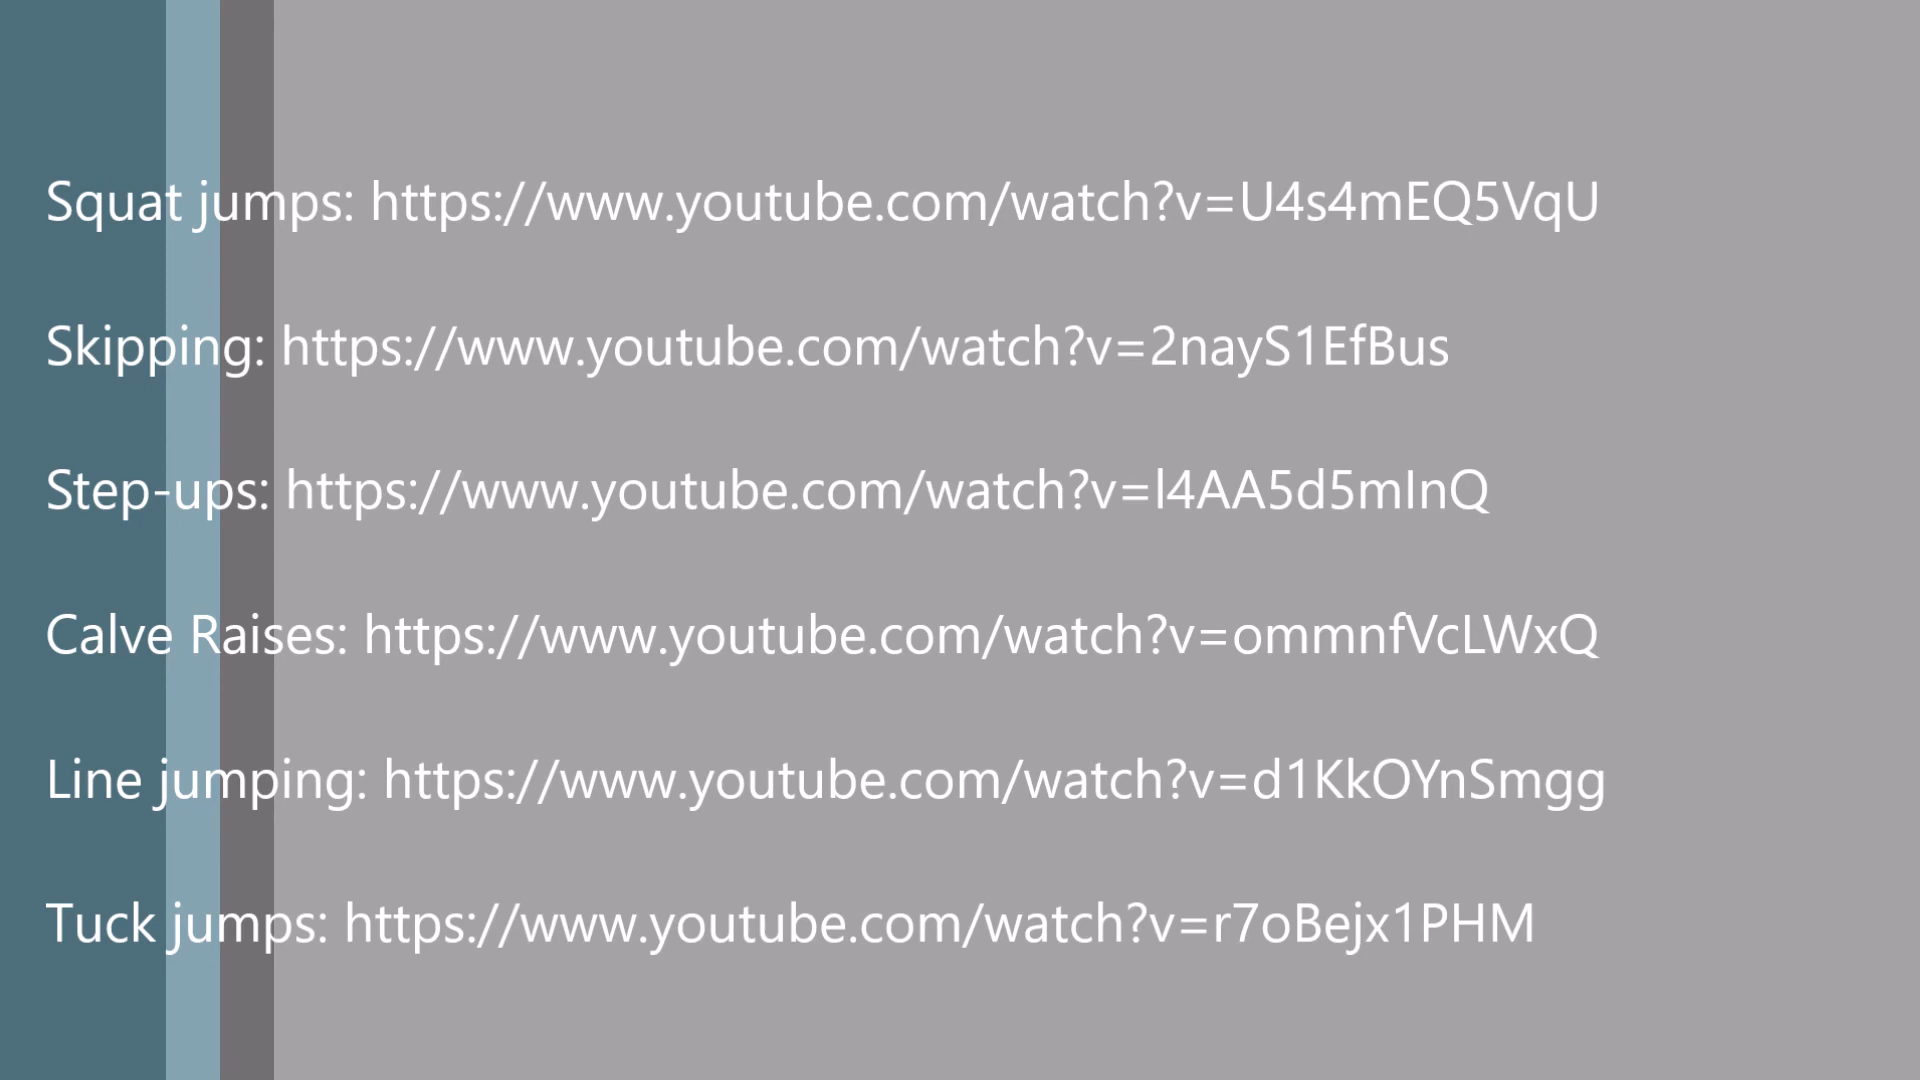 Squat jumps: https://www.youtube.com/watch?v=U4s4mEQ5VqU
Skipping: https://www.youtube.com/watch?v=2nayS1EfBus
Step-ups: https://www.youtube.com/watch?v=l4AA5d5mInQ
Calve Raises: https://www.youtube.com/watch?v=ommnfVcLWxQ
Line jumping: https://www.youtube.com/watch?v=d1KkOYnSmgg
Tuck jumps: https://www.youtube.com/watch?v=r7oBejx1PHM